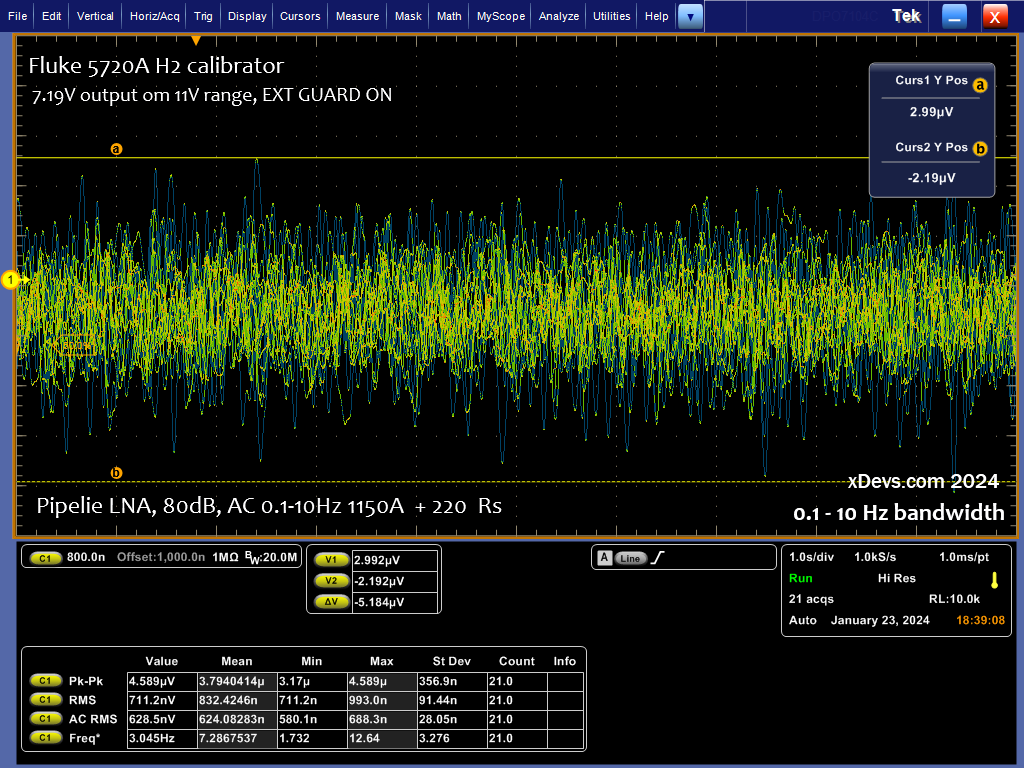 File Edit Vertical Horiz/Acq Trig Display Cursors Measure Mask Math MyScope Analyze Utilities Help Tek X
Fluke 5720A H2 calibrator
7.19V output om 11V range, EXT GUARD ON
Curs1 Y Pos a
2.99µV
Curs2 Y Pos b
-2.19µV
a
1
b
xDevs.com 2024
Pipelie LNA, 80dB, AC 0.1-10Hz 1150A + 220 Rs
0.1 - 10 Hz bandwidth
C1 800.0n Offset:1,000.0n 1MΩ BW:20.0M
V1 2.992µV
V2 -2.192µV
ΔV -5.184µV
A Line
1.0s/div 1.0kS/s 1.0ms/pt
Run Hi Res
21 acqs RL:10.0k
Auto January 23, 2024 18:39:08
Value Mean Min Max St Dev Count Info
C1 Pk-Pk 4.589µV 3.7940414µ 3.17µ 4.589µ 356.9n 21.0
C1 RMS 711.2nV 832.4246n 711.2n 993.0n 91.44n 21.0
C1 AC RMS 628.5nV 624.08283n 580.1n 688.3n 28.05n 21.0
C1 Freq* 3.045Hz 7.2867537 1.732 12.64 3.276 21.0